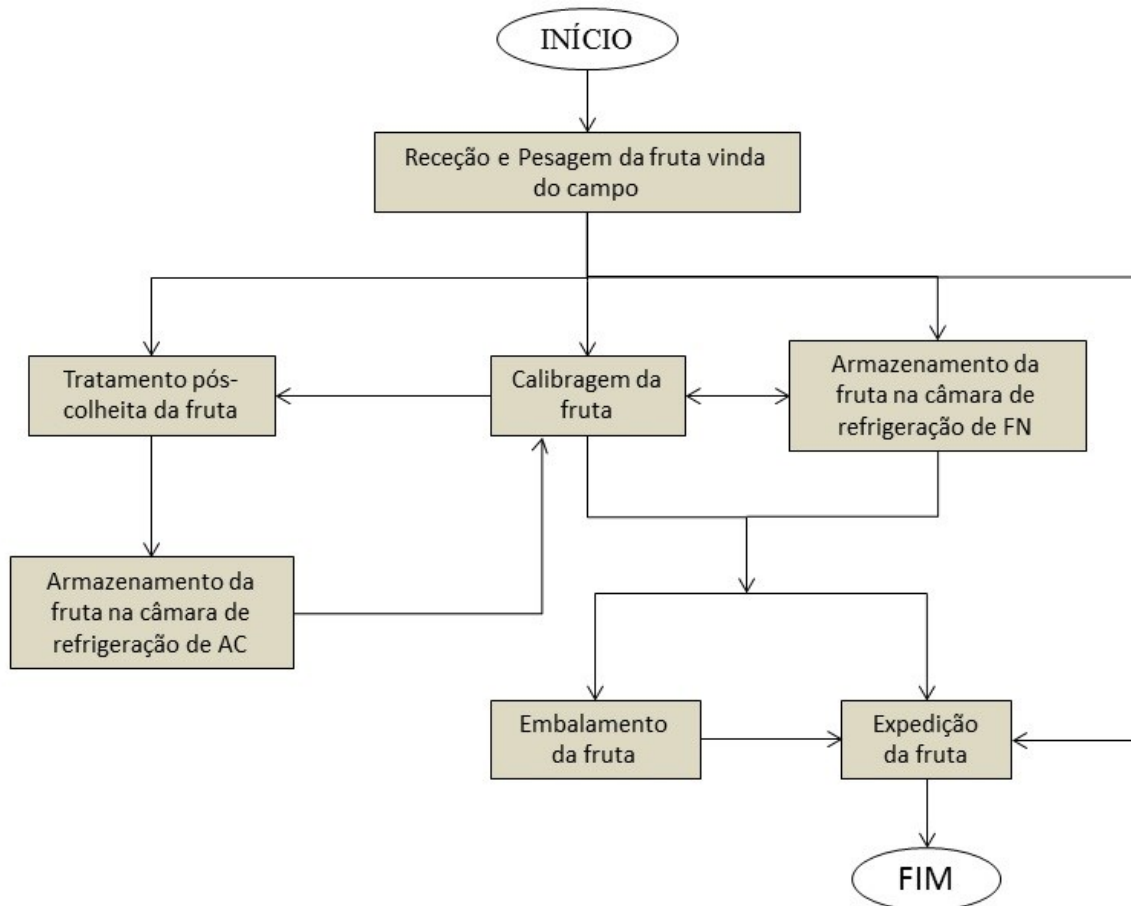 INÍCIO
Receção e Pesagem da fruta vinda
do campo
Tratamento pós-
colheita da fruta
Calibragem da
fruta
Armazenamento da
fruta na câmara de
refrigeração de FN
Armazenamento da
fruta na câmara de
refrigeração de AC
Embalamento
da fruta
Expedição
da fruta
FIM